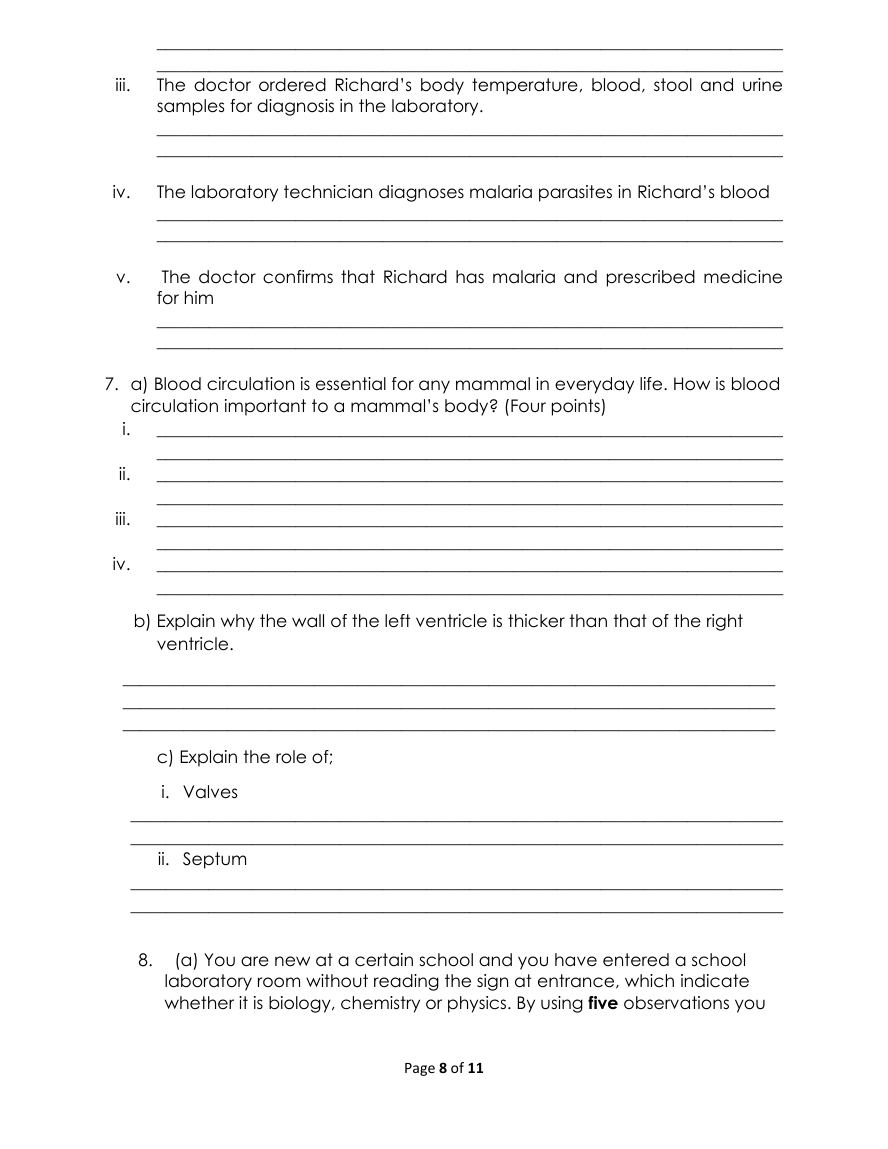 iii. The doctor ordered Richard’s body temperature, blood, stool and urine
samples for diagnosis in the laboratory.
iv. The laboratory technician diagnoses malaria parasites in Richard’s blood
v. The doctor confirms that Richard has malaria and prescribed medicine
for him
7. a) Blood circulation is essential for any mammal in everyday life. How is blood
circulation important to a mammal’s body? (Four points)
i.
ii.
iii.
iv.
b) Explain why the wall of the left ventricle is thicker than that of the right
ventricle.
c) Explain the role of;
i. Valves
ii. Septum
8. (a) You are new at a certain school and you have entered a school
laboratory room without reading the sign at entrance, which indicate
whether it is biology, chemistry or physics. By using five observations you
Page 8 of 11